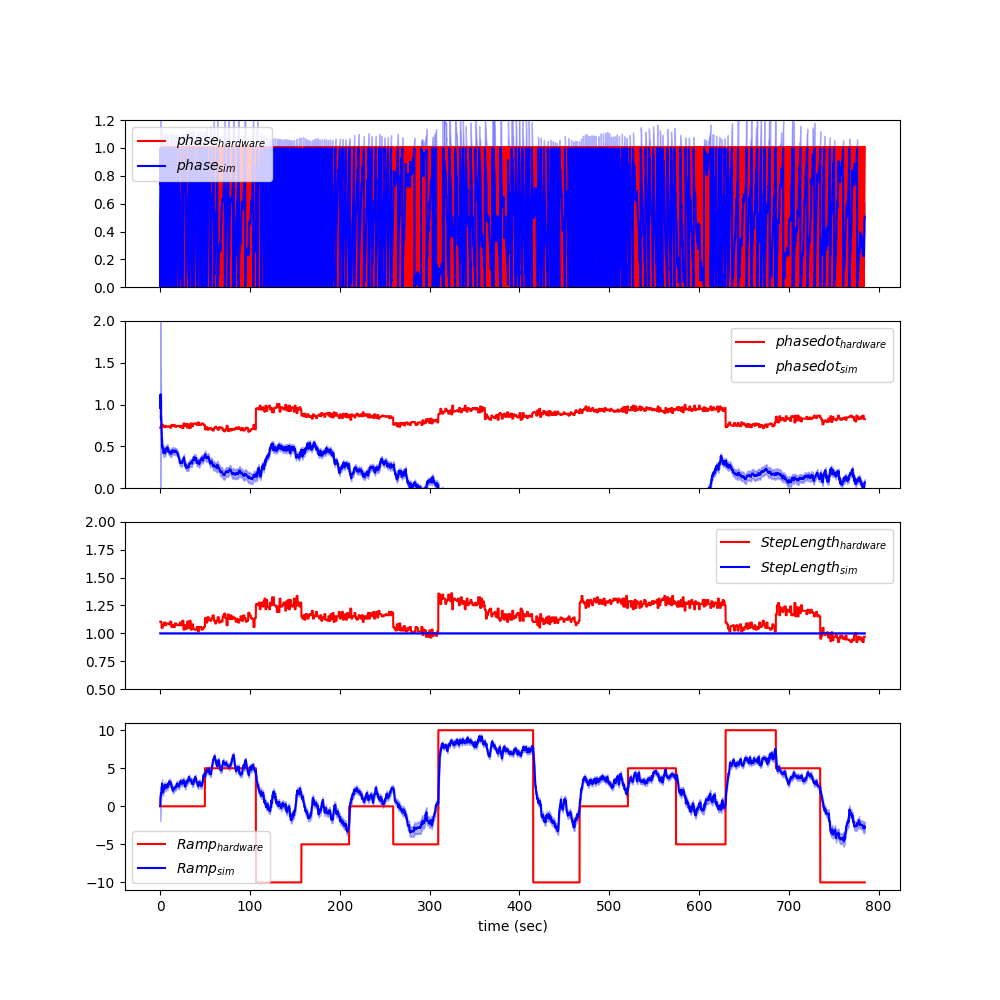 1.2
1.0
0.8
0.6
0.4
0.2
0.0
phase_hardware
phase_sim
2.0
1.5
1.0
0.5
0.0
phasedot_hardware
phasedot_sim
2.00
1.75
1.50
1.25
1.00
0.75
0.50
StepLength_hardware
StepLength_sim
10
5
0
−5
−10
Ramp_hardware
Ramp_sim
0 100 200 300 400 500 600 700 800
time (sec)